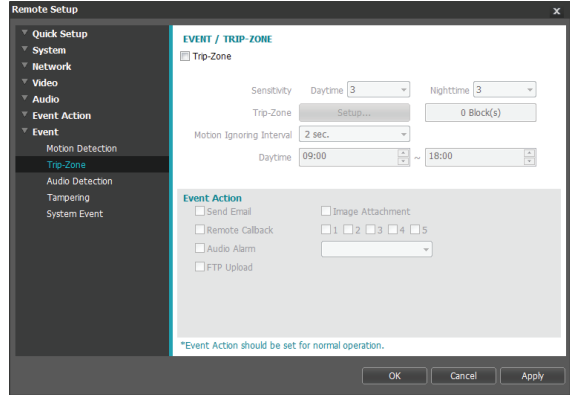 Remote Setup x
Quick Setup
System
Network
Video
Audio
Event Action
Event
Motion Detection
Trip-Zone
Audio Detection
Tampering
System Event
EVENT / TRIP-ZONE
Trip-Zone
Sensitivity Daytime 3 Nighttime 3
Trip-Zone Setup... 0 Block(s)
Motion Ignoring Interval 2 sec.
Daytime 09:00 ~ 18:00
Event Action
Send Email Image Attachment
Remote Callback 1 2 3 4 5
Audio Alarm
FTP Upload
*Event Action should be set for normal operation.
OK Cancel Apply